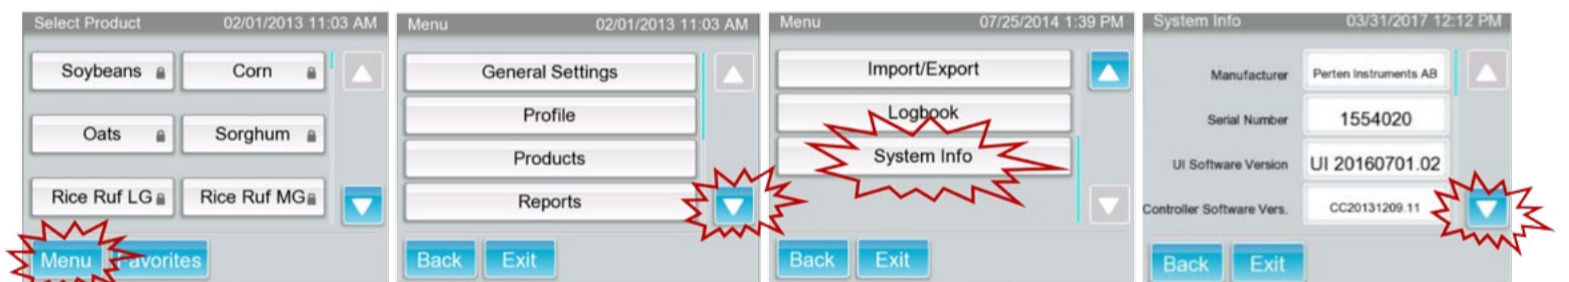 Select Product 02/01/2013 11:03 AM
Soybeans Corn
Oats Sorghum
Rice Ruf LG Rice Ruf MG
Menu Favorites
Menu 02/01/2013 11:03 AM
General Settings
Profile
Products
Reports
Back Exit
Menu 07/25/2014 1:39 PM
Import/Export
Logbook
System Info
Back Exit
System Info 03/31/2017 12:12 PM
Manufacturer Perten Instruments AB
Serial Number 1554020
UI Software Version UI 20160701.02
Controller Software Vers. CC20131209.11
Back Exit